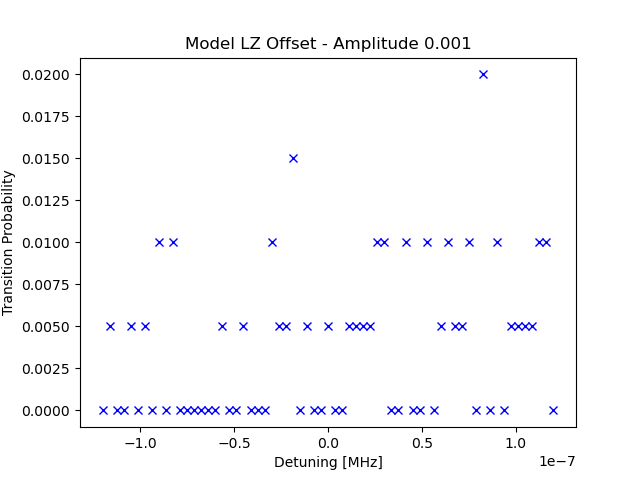 Model LZ Offset - Amplitude 0.001
Transition Probability
0.0200
0.0175
0.0150
0.0125
0.0100
0.0075
0.0050
0.0025
0.0000
−1.0 −0.5 0.0 0.5 1.0
1e−7
Detuning [MHz]